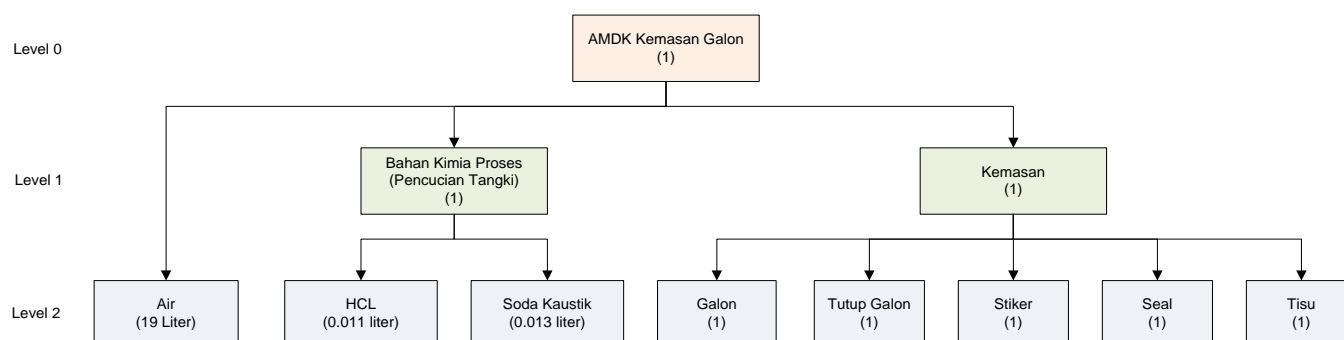 Level 0
AMDK Kemasan Galon
(1)
Level 1
Bahan Kimia Proses
(Pencucian Tangki)
(1)
Kemasan
(1)
Level 2
Air
(19 Liter)
HCL
(0.011 liter)
Soda Kaustik
(0.013 liter)
Galon
(1)
Tutup Galon
(1)
Stiker
(1)
Seal
(1)
Tisu
(1)